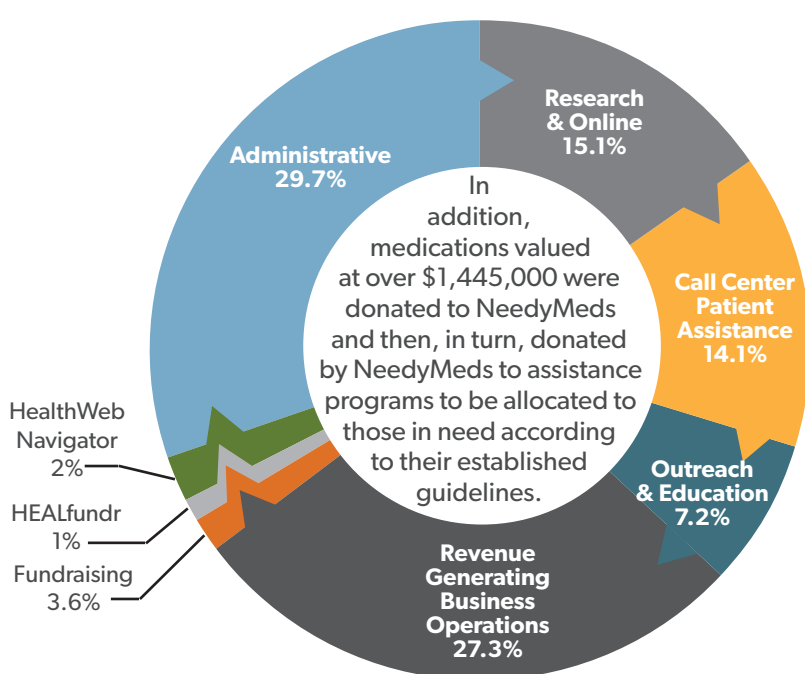 Research
& Online
15.1%
Administrative
29.7%
In
addition,
medications valued
at over $1,445,000 were
donated to NeedyMeds
and then, in turn, donated
by NeedyMeds to assistance
programs to be allocated to
those in need according
to their established
guidelines.
Call Center
Patient
Assistance
14.1%
Outreach
& Education
7.2%
Revenue
Generating
Business
Operations
27.3%
HealthWeb
Navigator
2%
HEALfundr
1%
Fundraising
3.6%